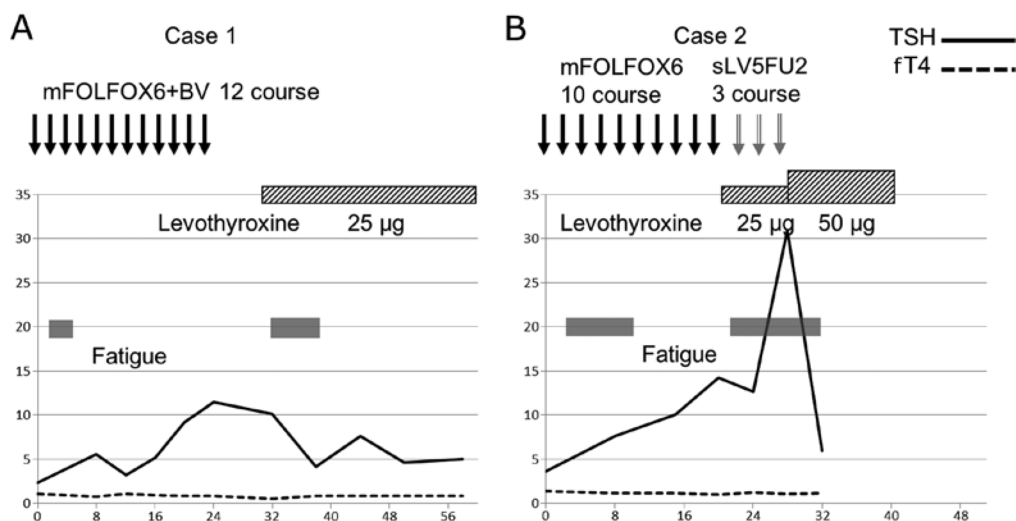 A
Case 1
mFOLFOX6+BV 12 course
35
30
25
20
15
10
5
0
Levothyroxine 25 μg
Fatigue
0 8 16 24 32 40 48 56
B
Case 2
mFOLFOX6 sLV5FU2
10 course 3 course
TSH
fT4
35
30
25
20
15
10
5
0
Levothyroxine 25 μg 50 μg
Fatigue
0 8 16 24 32 40 48